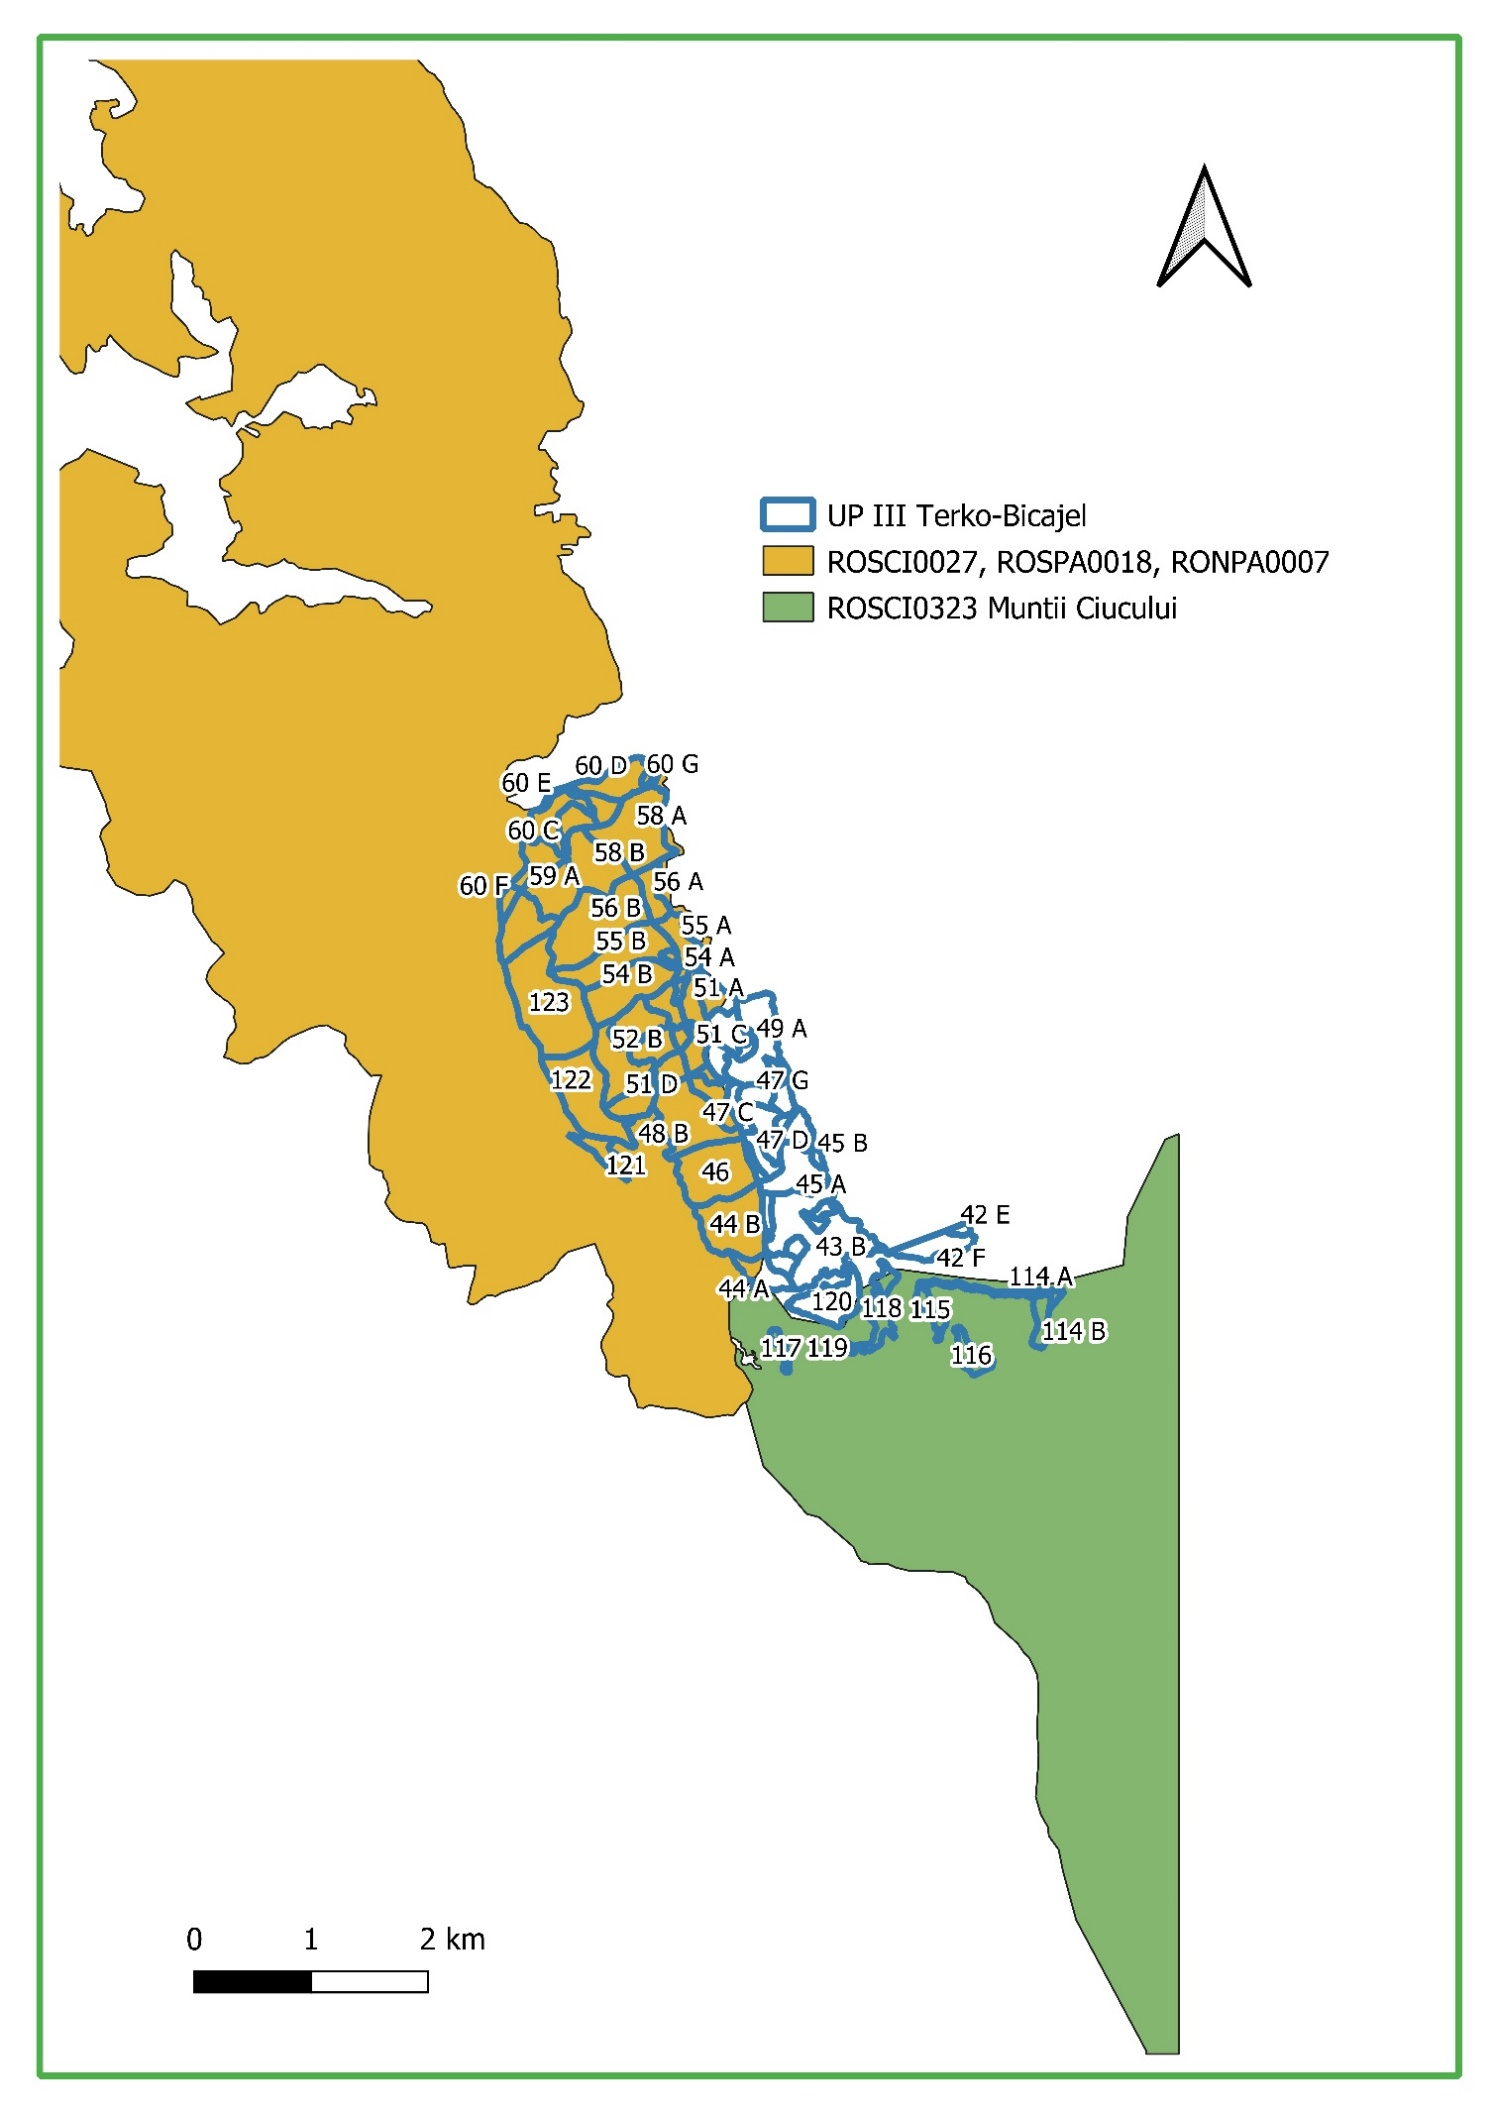 UP III Terko-Bicajel
ROSCI0027, ROSPA0018, RONPA0007
ROSCI0323 Muntii Ciucului
60 D
60 G
60 E
58 A
60 C
58 B
59 A
56 A
60 F
56 B
55 A
55 B
54 A
54 B
51 A
123
49 A
51 C
52 B
122
47 G
51 D
47 C
48 B
47 D
45 B
121
46
45 A
44 B
42 E
43 B
42 F
114 A
44 A
120
118
115
114 B
117
119
116
0 1 2 km